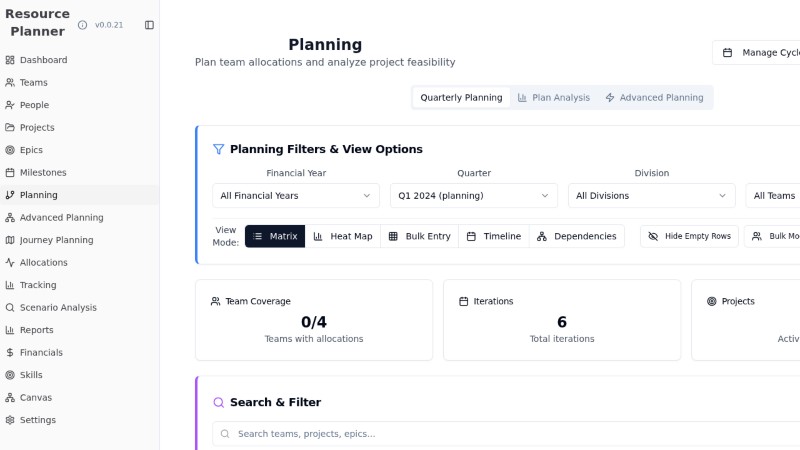 Resource
Planner
v0.0.21
Dashboard
Teams
People
Projects
Epics
Milestones
Planning
Advanced Planning
Journey Planning
Allocations
Tracking
Scenario Analysis
Reports
Financials
Skills
Canvas
Settings
Planning
Plan team allocations and analyze project feasibility
Manage Cycl
Quarterly Planning
Plan Analysis
Advanced Planning
Planning Filters & View Options
Financial Year
Quarter
Division
All Financial Years
Q1 2024 (planning)
All Divisions
All Teams
View
Mode:
Matrix
Heat Map
Bulk Entry
Timeline
Dependencies
Hide Empty Rows
Bulk Mo
Team Coverage
0/4
Teams with allocations
Iterations
6
Total iterations
Projects
Activ
Search & Filter
Search teams, projects, epics...